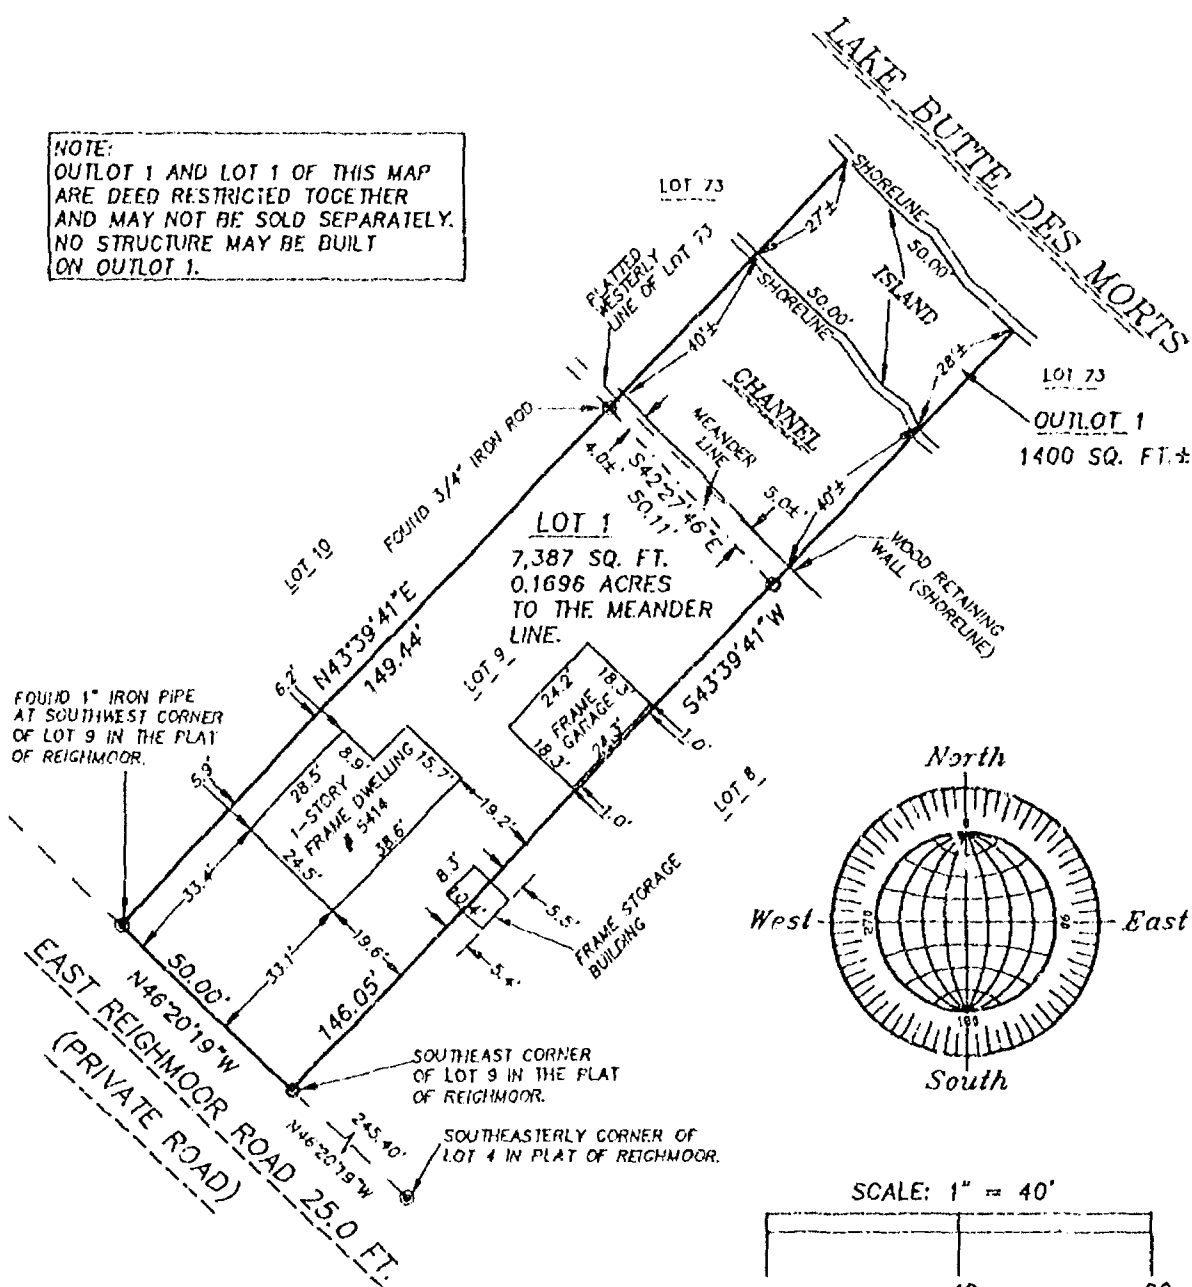 LAKE BUTTE DES MORTS
NOTE:
OUTLOT 1 AND LOT 1 OF THIS MAP
ARE DEED RESTRICTED TOGETHER
AND MAY NOT BE SOLD SEPARATELY.
NO STRUCTURE MAY BE BUILT
ON OUTLOT 1.
LOT 73
SHORELINE
27'±
50.00'
ISLAND
PLATTED
WESTERLY
LINE OF LOT 73
50.00'
SHORELINE
40'±
28'±
LOT 73
CHANNEL
OUTLOT 1
1400 SQ. FT.±
MEANDER
LINE
FOUND 3/4" IRON ROD
4.0±'
S42°27'46"E
50.11'
5.0±'
40'±
WOOD RETAINING
WALL (SHORELINE)
LOT 1
7,387 SQ. FT.
0.1696 ACRES
TO THE MEANDER
LINE.
LOT 10
N43°39'41"E
149.44'
LOT 9
S43°39'41"W
6.2'
24.2'
18.3'
FRAME
GARAGE
18.3'
24.3'
1.0'
1.0'
LOT 8
FOUND 1" IRON PIPE
AT SOUTHWEST CORNER
OF LOT 9 IN THE PLAT
OF REIGHMOOR.
5.9'
28.5'
8.9'
15.7'
1-STORY
FRAME DWELLING
# 5414
38.6'
24.5'
19.2'
33.4'
33.1'
19.6'
8.3'
10.4'
5.5'
FRAME STORAGE
BUILDING
146.05'
50.00'
N46°20'19"W
EAST REIGHMOOR ROAD 25.0 FT.
(PRIVATE ROAD)
SOUTHEAST CORNER
OF LOT 9 IN THE PLAT
OF REIGHMOOR.
245.40'
N46°20'19"W
SOUTHEASTERLY CORNER OF
LOT 4 IN PLAT OF REIGHMOOR.
North
West
270
90
East
180
South
SCALE: 1" = 40'